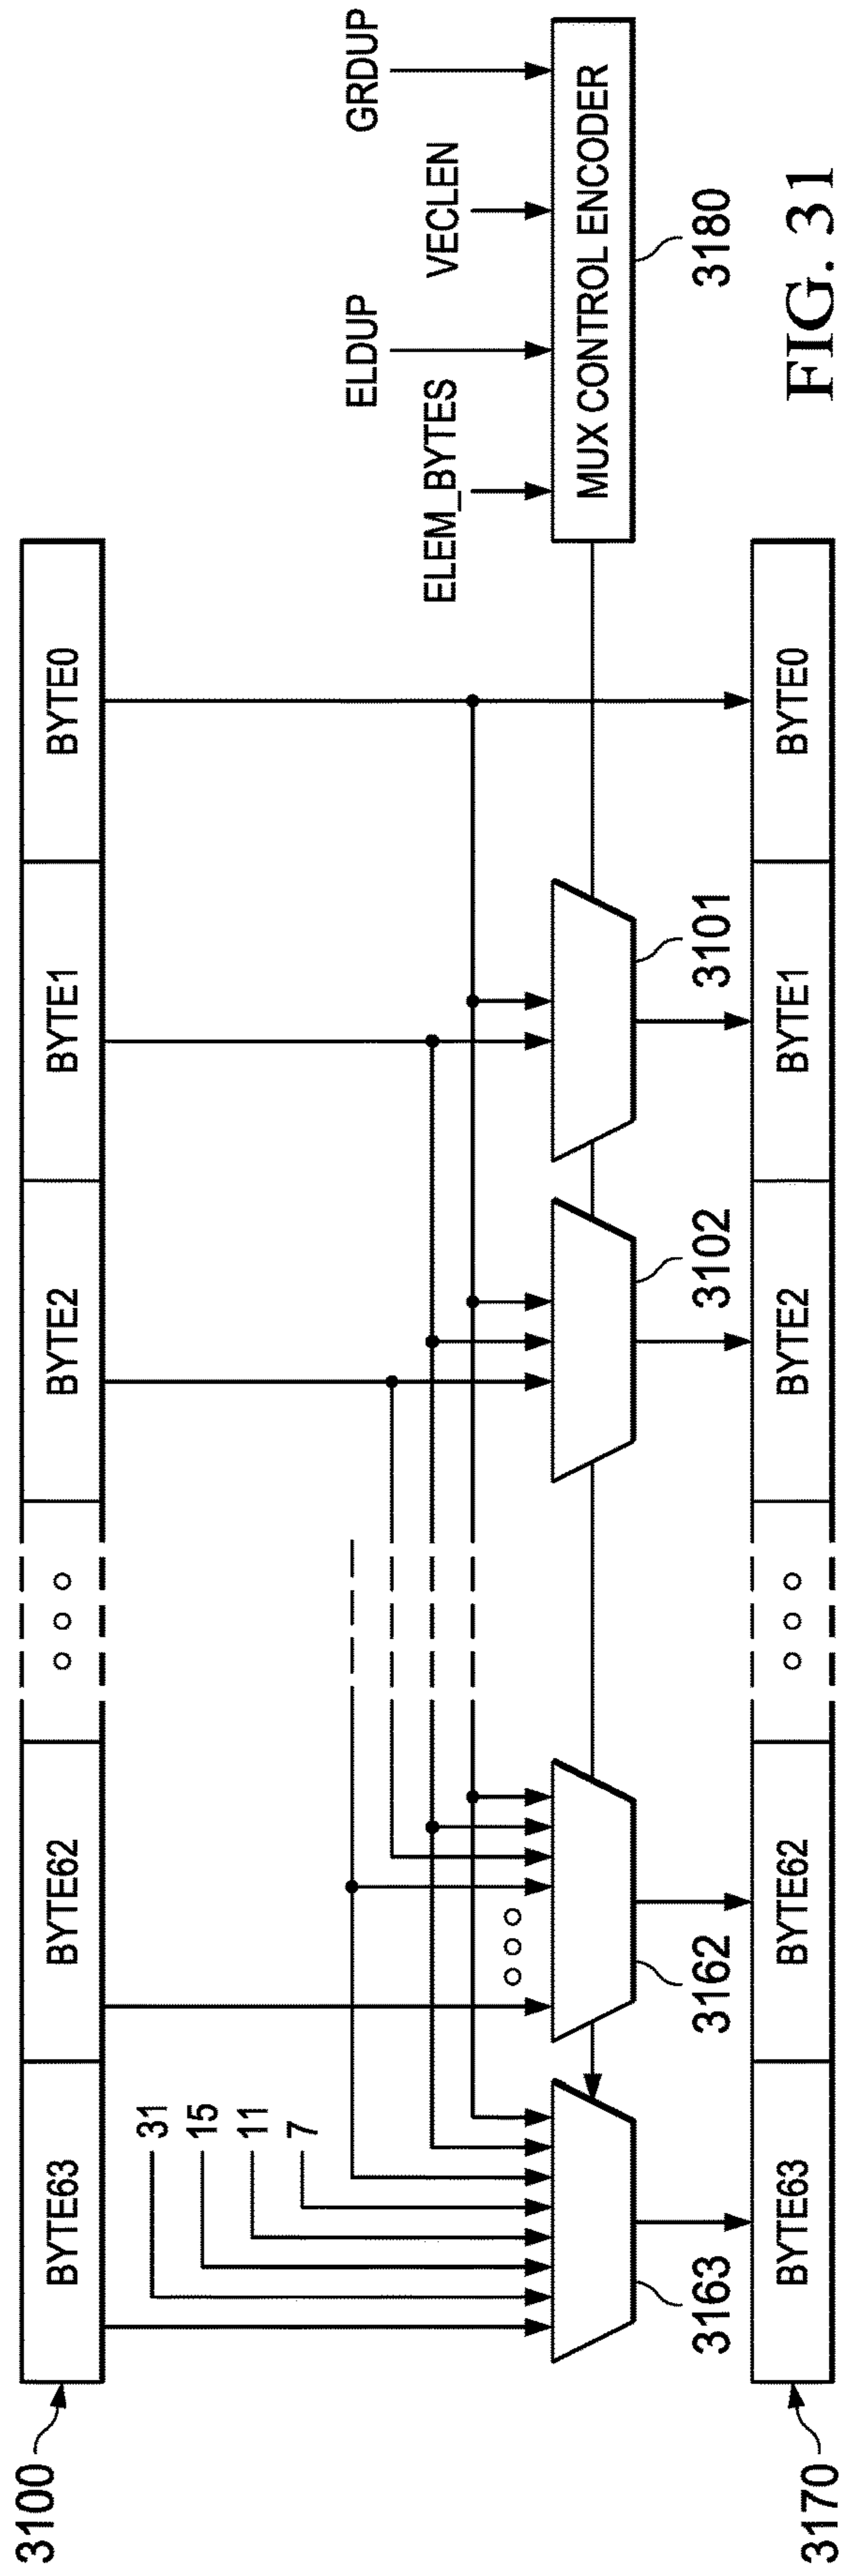 3100
BYTE63
BYTE62
BYTE2
BYTE1
BYTE0
31
15
11
7
GRDUP
VECLEN
ELDUP
ELEM_BYTES
MUX CONTROL ENCODER
3180
3163
3162
3102
3101
3170
BYTE63
BYTE62
BYTE2
BYTE1
BYTE0
FIG. 31